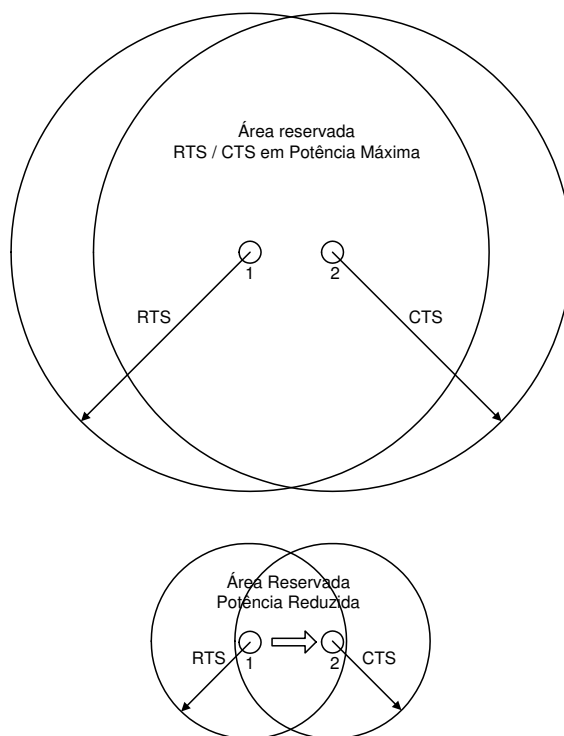 Área reservada
RTS / CTS em Potência Máxima
1
2
RTS
CTS
Área Reservada
Potência Reduzida
RTS
1
2
CTS